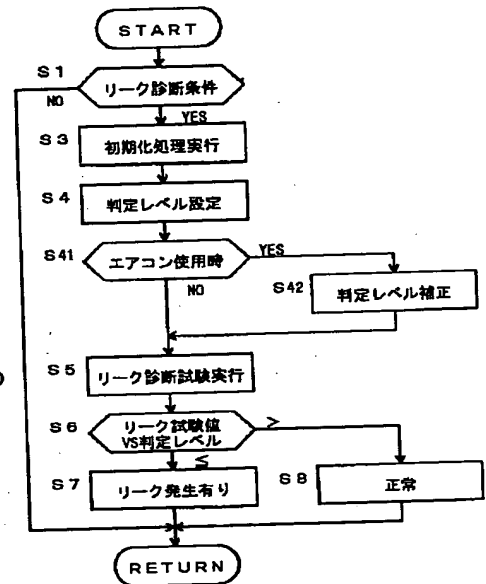 START
S1
リーク診断条件
NO
YES
S3
初期化処理実行
S4
判定レベル設定
S41
エアコン使用時
YES
NO
S42
判定レベル補正
S5
リーク診断試験実行
S6
リーク試験値
VS判定レベル
>
≦
S7
リーク発生有り
S8
正常
RETURN